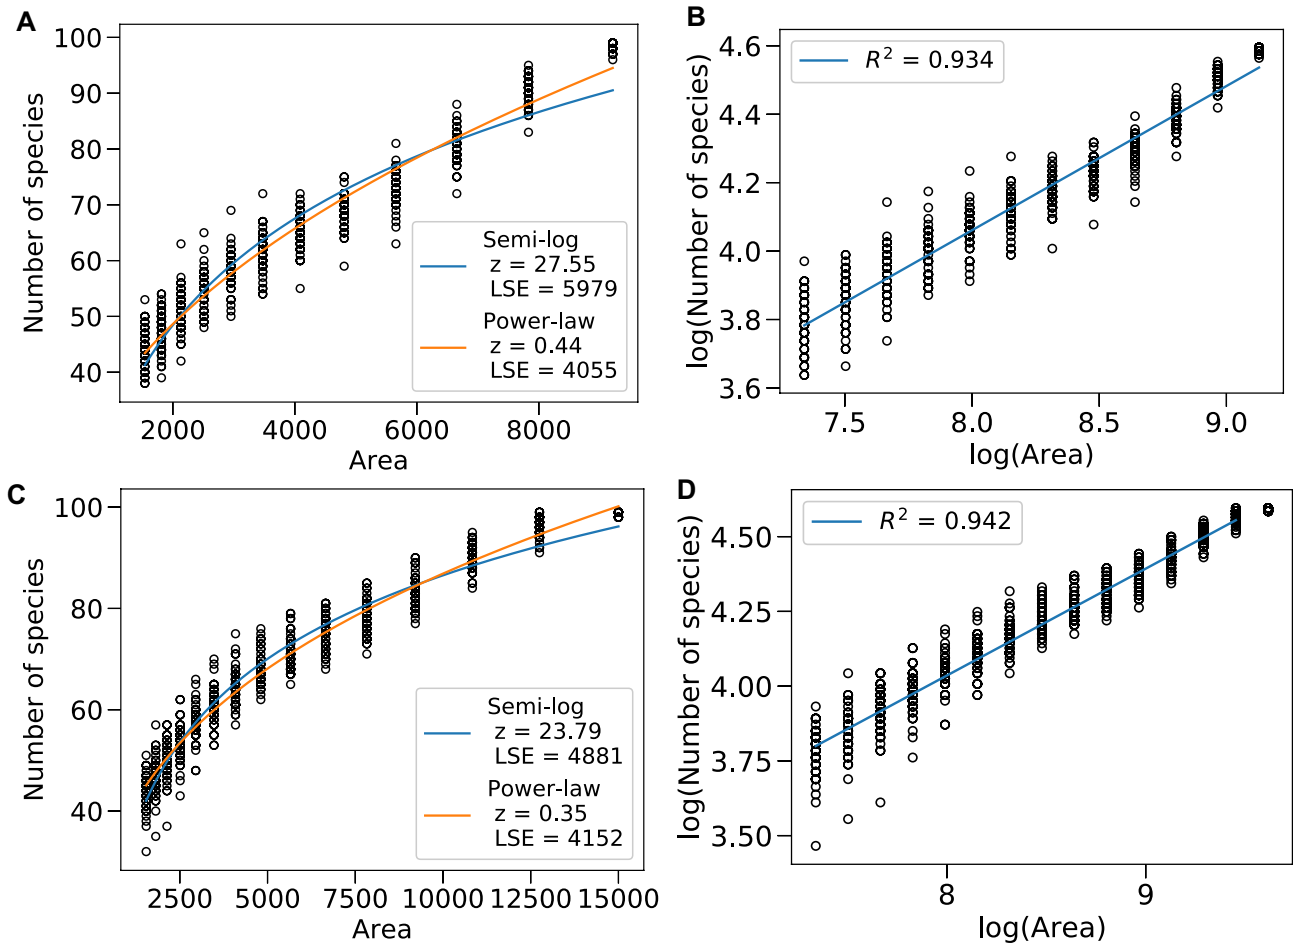 A
Number of species
100
90
80
70
60
50
40
2000 4000 6000 8000
Area
Semi-log
z = 27.55
LSE = 5979
Power-law
z = 0.44
LSE = 4055
B
log(Number of species)
4.6
4.4
4.2
4.0
3.8
3.6
7.5 8.0 8.5 9.0
log(Area)
R² = 0.934
C
Number of species
100
80
60
40
2500 5000 7500 10000 12500 15000
Area
Semi-log
z = 23.79
LSE = 4881
Power-law
z = 0.35
LSE = 4152
D
log(Number of species)
4.50
4.25
4.00
3.75
3.50
8 9
log(Area)
R² = 0.942